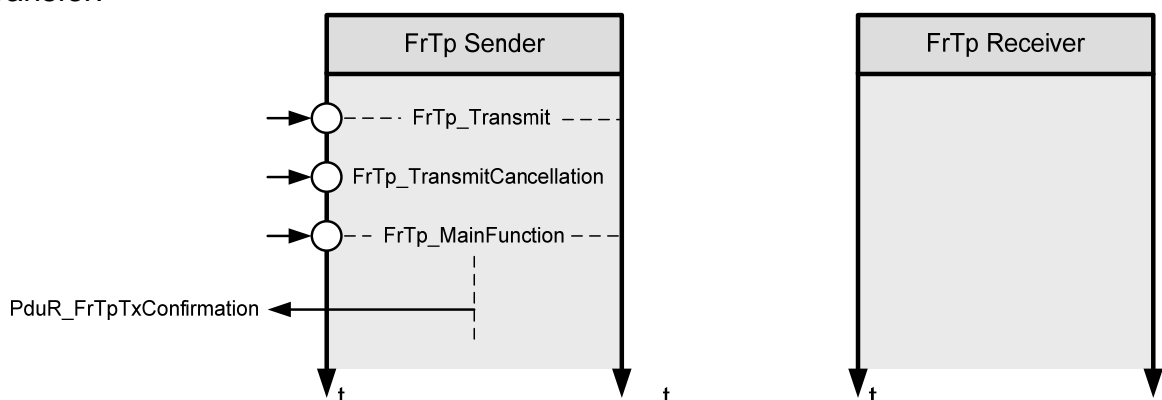 FrTp Sender
FrTp Receiver
FrTp_Transmit
FrTp_TransmitCancellation
FrTp_MainFunction
PduR_FrTpTxConfirmation
t
t
t